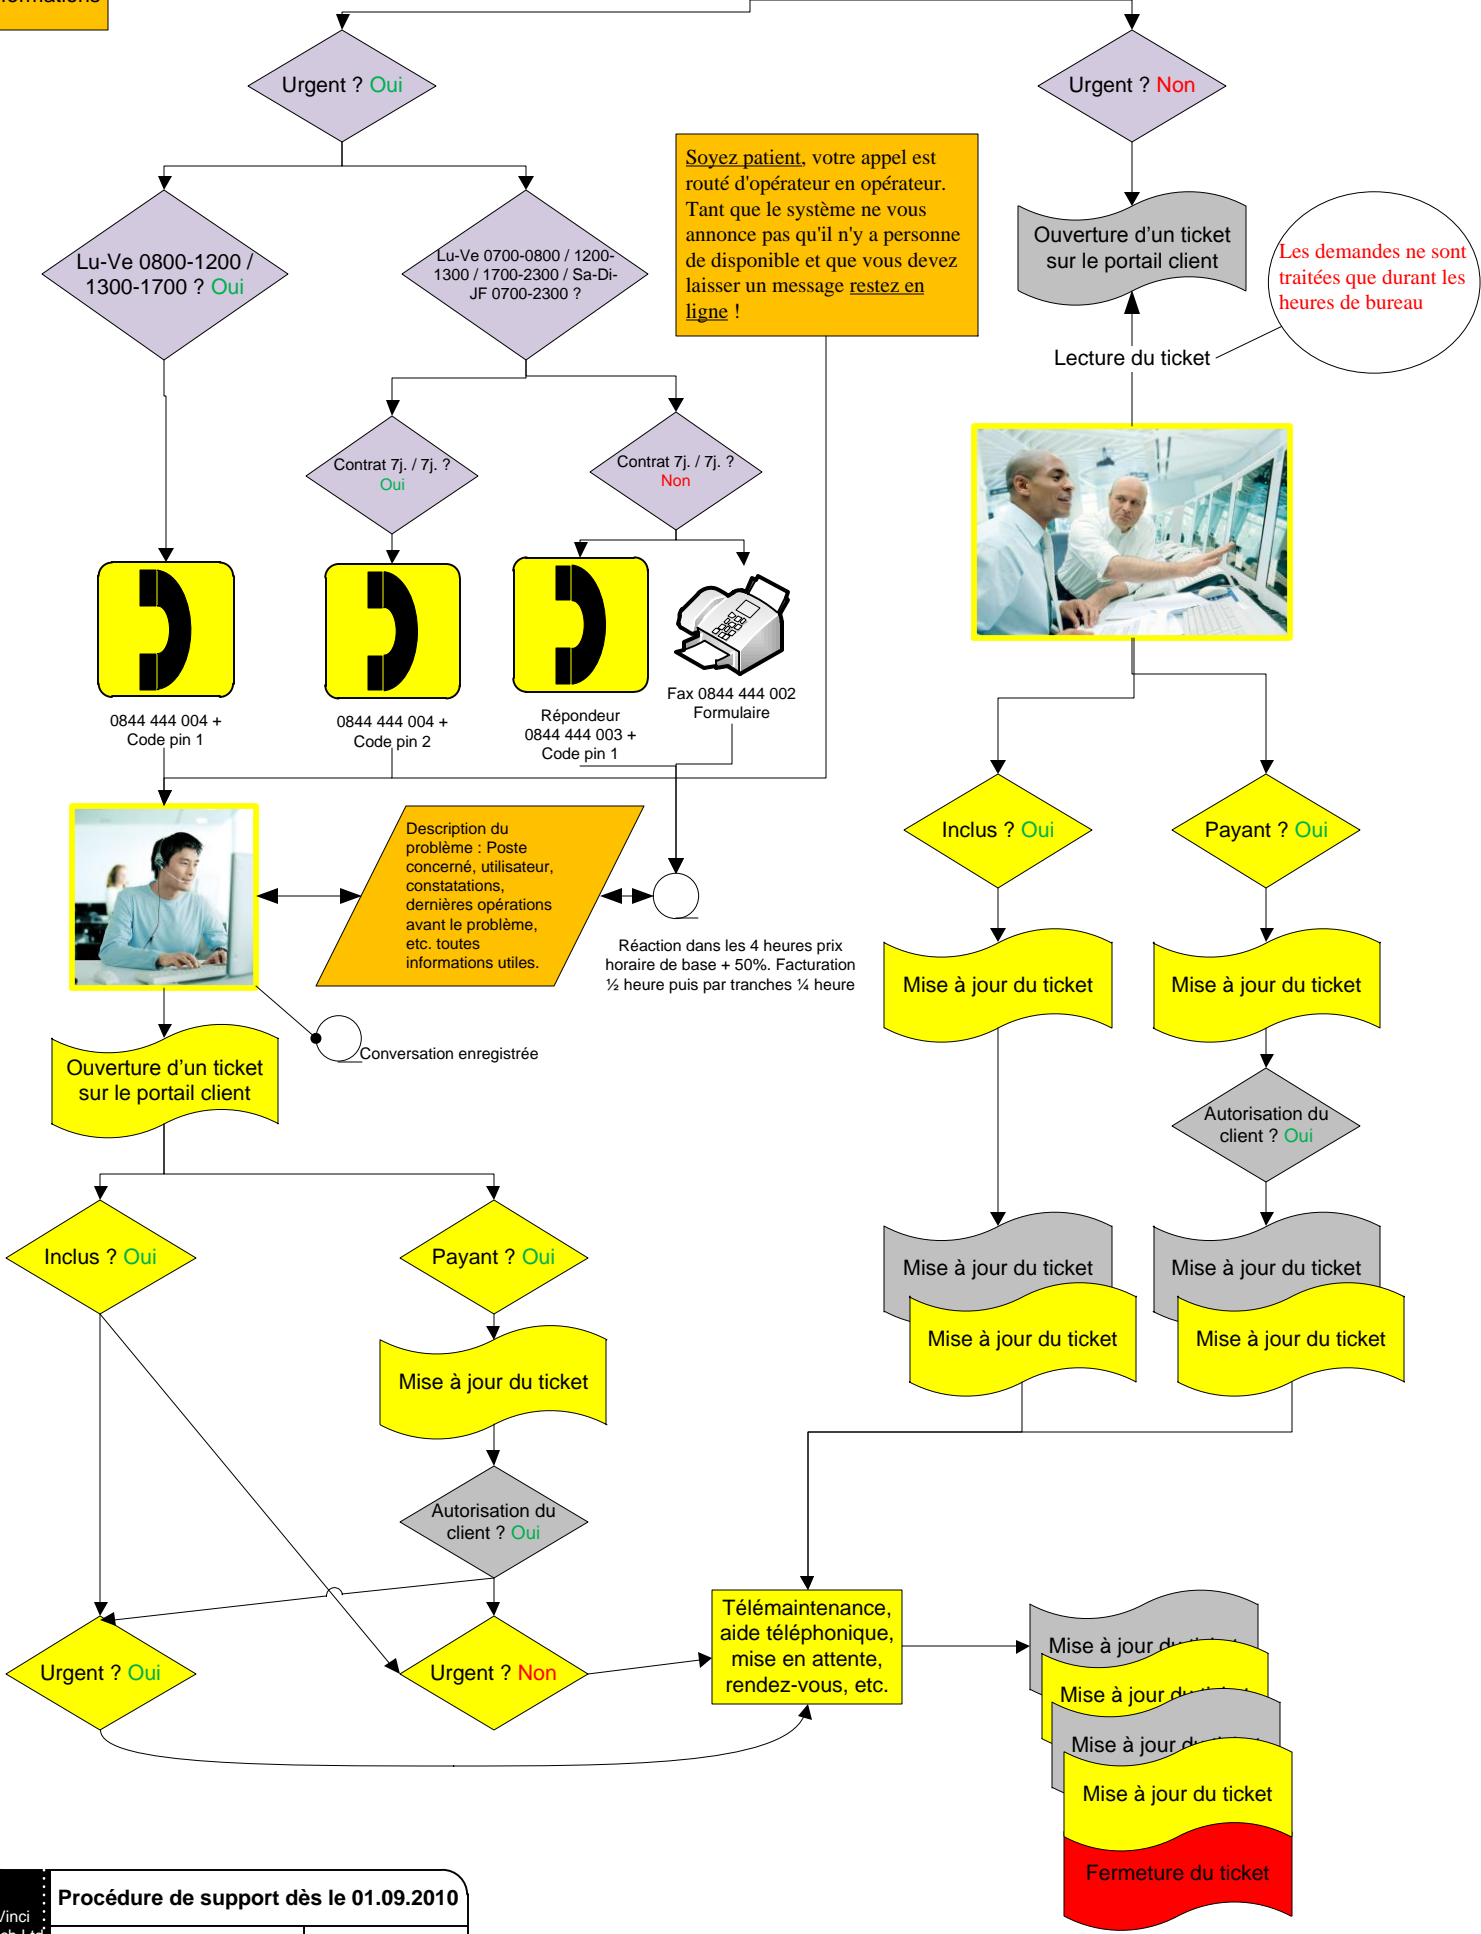 Urgent ? Oui
Urgent ? Non
Soyez patient, votre appel est
routé d'opérateur en opérateur.
Tant que le système ne vous
annonce pas qu'il n'y a personne
de disponible et que vous devez
laisser un message restez en
ligne !
Lu-Ve 0800-1200 /
1300-1700 ? Oui
Lu-Ve 0700-0800 / 1200-
1300 / 1700-2300 / Sa-Di-
JF 0700-2300 ?
Ouverture d'un ticket
sur le portail client
Les demandes ne sont
traitées que durant les
heures de bureau
Lecture du ticket
Contrat 7j. / 7j. ?
Oui
Contrat 7j. / 7j. ?
Non
0844 444 004 +
Code pin 1
0844 444 004 +
Code pin 2
Répondeur
0844 444 003 +
Code pin 1
Fax 0844 444 002
Formulaire
Description du
problème : Poste
concerné, utilisateur,
constatations,
dernières opérations
avant le problème,
etc. toutes
informations utiles.
Réaction dans les 4 heures prix
horaire de base + 50%. Facturation
½ heure puis par tranches ¼ heure
Conversation enregistrée
Inclus ? Oui
Payant ? Oui
Mise à jour du ticket
Mise à jour du ticket
Ouverture d'un ticket
sur le portail client
Autorisation du
client ? Oui
Inclus ? Oui
Payant ? Oui
Mise à jour du ticket
Mise à jour du ticket
Mise à jour du ticket
Mise à jour du ticket
Mise à jour du ticket
Autorisation du
client ? Oui
Urgent ? Oui
Urgent ? Non
Télémaintenance,
aide téléphonique,
mise en attente,
rendez-vous, etc.
Mise à jour du ticket
Mise à jour du ticket
Mise à jour du
Mise à jour du ticket
Fermeture du ticket
Procédure de support dès le 01.09.2010